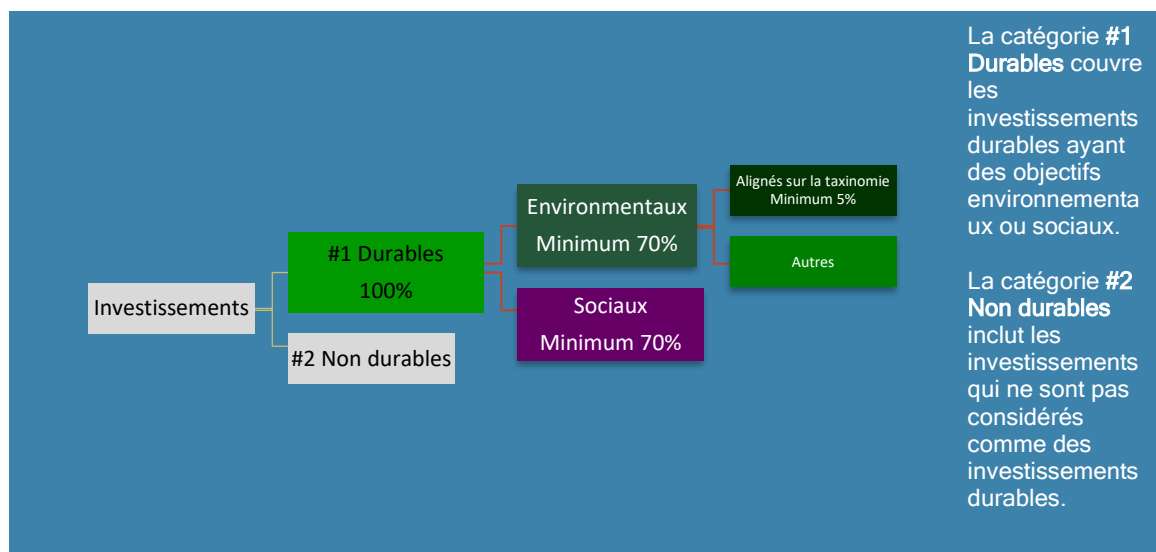 Investissements
#1 Durables
100%
#2 Non durables
Environmentaux
Minimum 70%
Sociaux
Minimum 70%
Alignés sur la taxinomie
Minimum 5%
Autres
La catégorie #1
Durables couvre
les
investissements
durables ayant
des objectifs
environnementa
ux ou sociaux.
La catégorie #2
Non durables
inclut les
investissements
qui ne sont pas
considérés
comme des
investissements
durables.